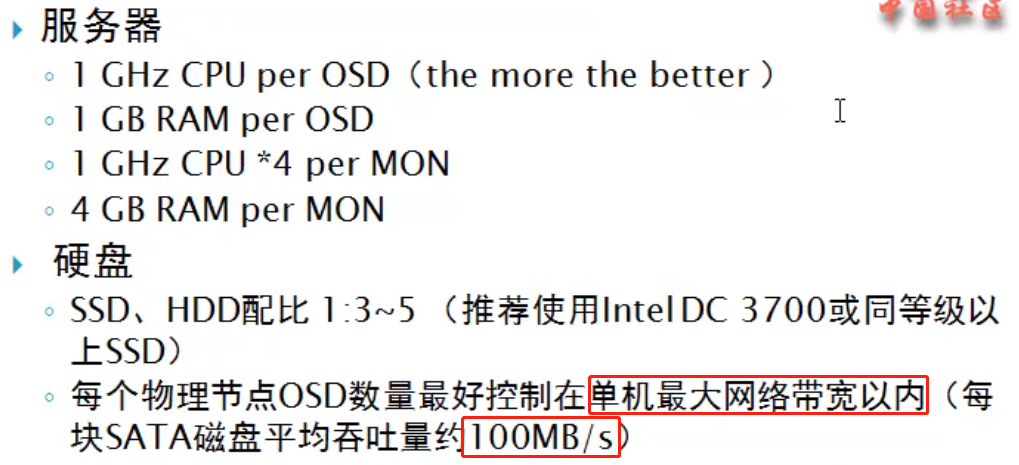 中国社区
服务器
1 GHz CPU per OSD（the more the better ）
1 GB RAM per OSD
1 GHz CPU *4 per MON
4 GB RAM per MON
硬盘
SSD、HDD配比 1:3~5 （推荐使用Intel DC 3700或同等级以
上SSD）
每个物理节点OSD数量最好控制在单机最大网络带宽以内（每
块SATA磁盘平均吞吐量约100MB/s）